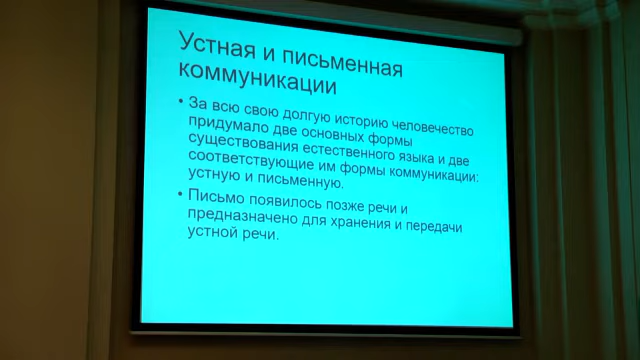 Устная и письменная
коммуникации
• За всю свою долгую историю человечество
придумало две основных формы
существования естественного языка и две
соответствующие им формы коммуникации:
устную и письменную.
• Письмо появилось позже речи и
предназначено для хранения и передачи
устной речи.